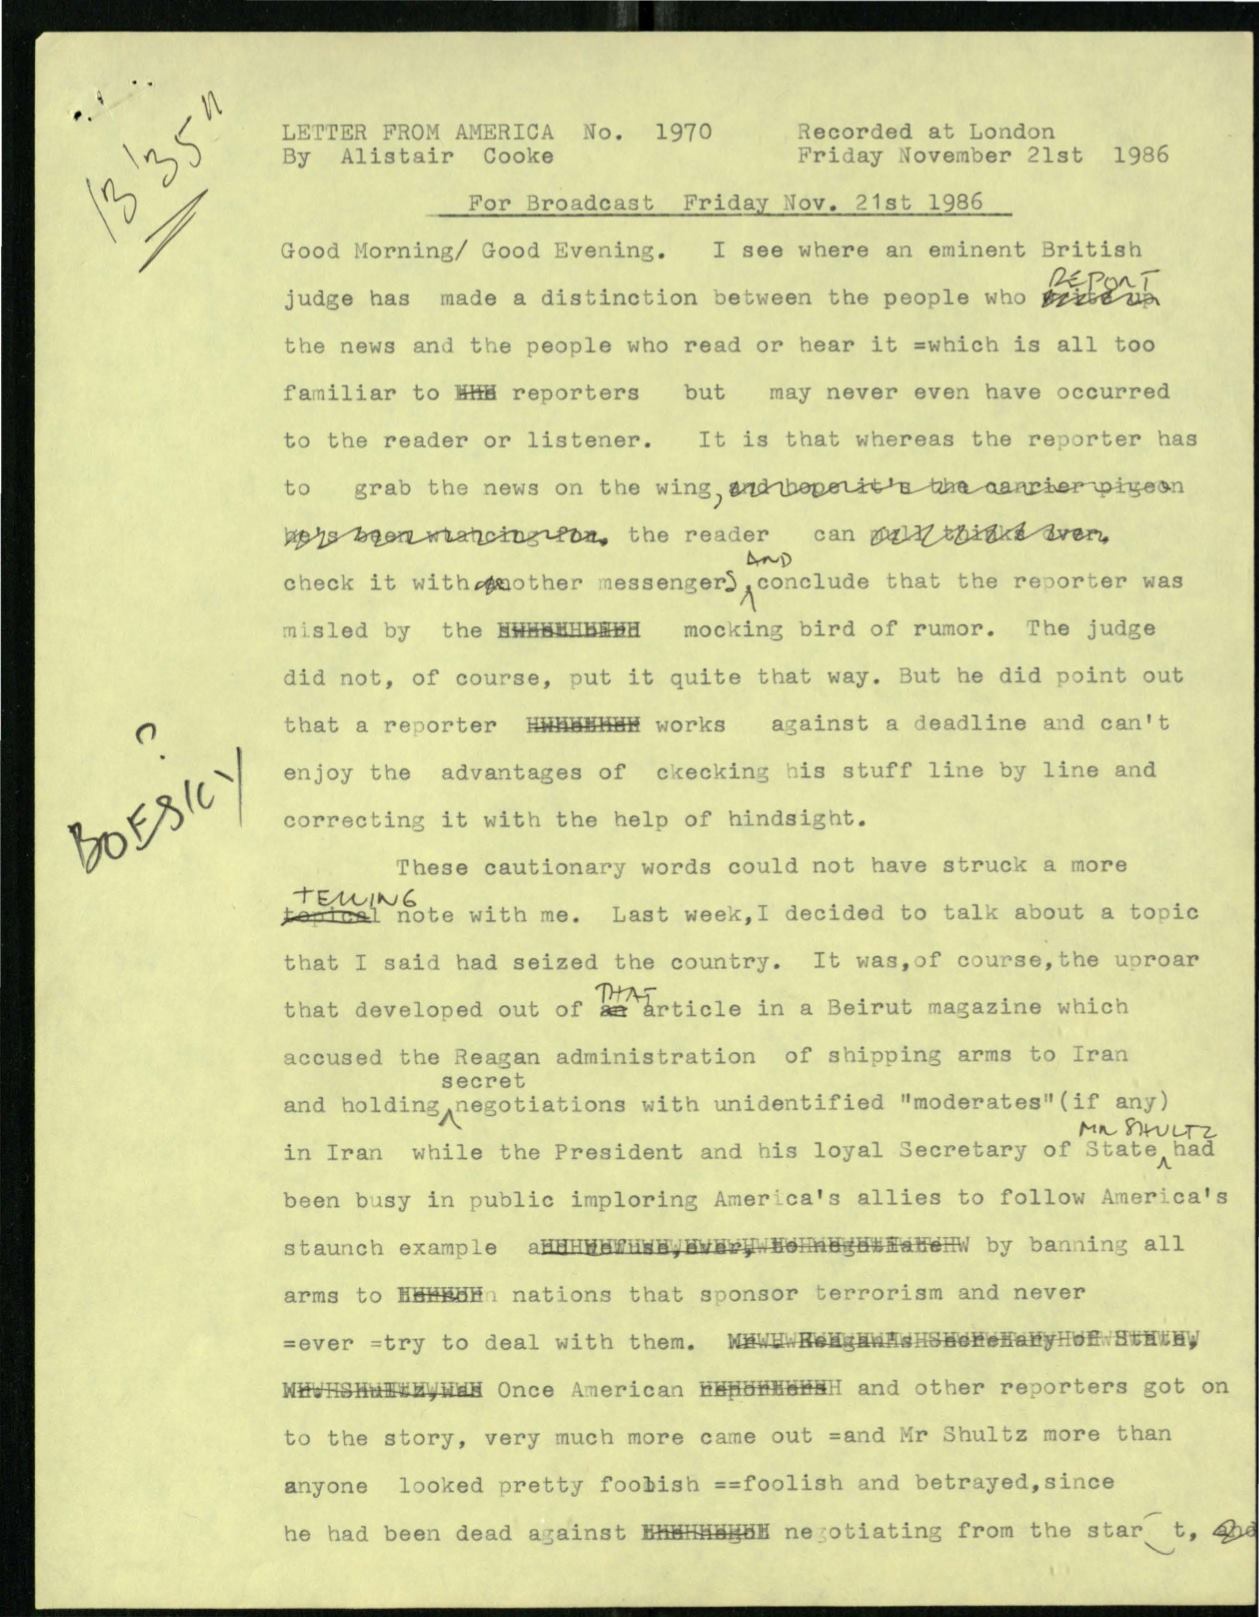 13'35"
LETTER FROM AMERICA No. 1970 Recorded at London
By Alistair Cooke Friday November 21st 1986
For Broadcast Friday Nov. 21st 1986
Good Morning/ Good Evening. I see where an eminent British
REPORT
judge has made a distinction between the people who
the news and the people who read or hear it =which is all too
familiar to reporters but may never even have occurred
to the reader or listener. It is that whereas the reporter has
to grab the news on the wing, and hope it's the carrier pigeon
he's been wtahcing for. the reader can
AND
check it with another messengerS, conclude that the reporter was
misled by the mocking bird of rumor. The judge
did not, of course, put it quite that way. But he did point out
that a reporter works against a deadline and can't
enjoy the advantages of ckecking his stuff line by line and
correcting it with the help of hindsight.
BOESKY?
These cautionary words could not have struck a more
TELLING
topical note with me. Last week,I decided to talk about a topic
that I said had seized the country. It was,of course,the uproar
THAT
that developed out of an article in a Beirut magazine which
accused the Reagan administration of shipping arms to Iran
secret
and holding negotiations with unidentified "moderates"(if any)
MR SHULTZ
in Iran while the President and his loyal Secretary of State had
been busy in public imploring America's allies to follow America's
staunch example by banning all
arms to nations that sponsor terrorism and never
=ever =try to deal with them. Mr. Reagan's Secretary of State,
Mr. Shultz, was Once American reporters and other reporters got on
to the story, very much more came out =and Mr Shultz more than
anyone looked pretty foolish ==foolish and betrayed,since
he had been dead against negotiating from the start, and